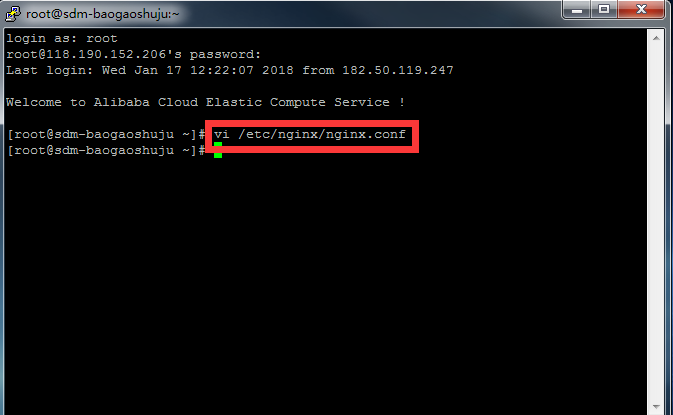 root@sdm-baogaoshuju:~
login as: root
root@118.190.152.206's password:
Last login: Wed Jan 17 12:22:07 2018 from 182.50.119.247
Welcome to Alibaba Cloud Elastic Compute Service !
[root@sdm-baogaoshuju ~]# vi /etc/nginx/nginx.conf
[root@sdm-baogaoshuju ~]#